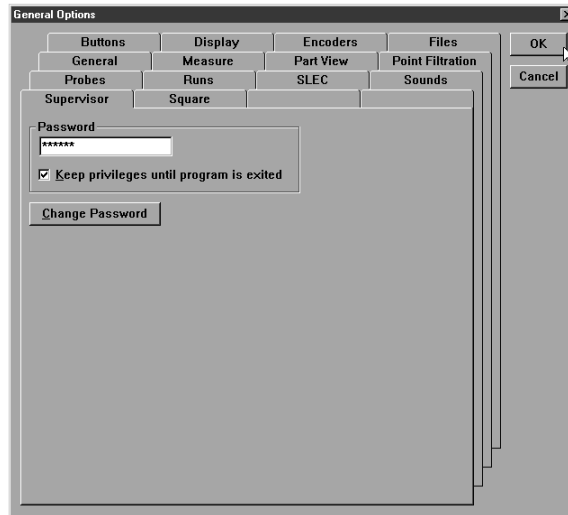 General Options
Buttons Display Encoders Files
OK
General Measure Part View Point Filtration
Cancel
Probes Runs SLEC Sounds
Supervisor Square
Password
******
Keep privileges until program is exited
Change Password